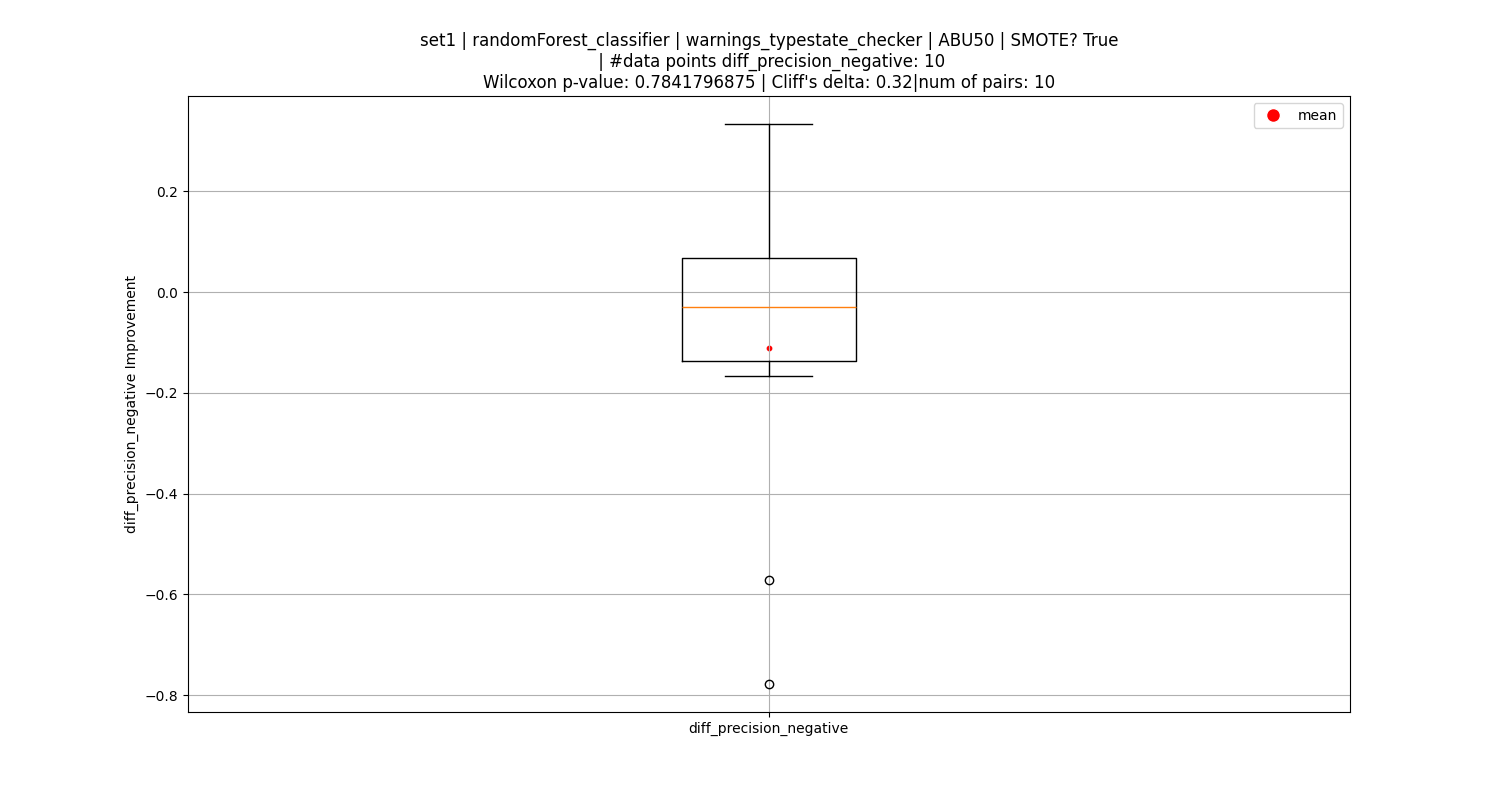 set1 | randomForest_classifier | warnings_typestate_checker | ABU50 | SMOTE? True
| #data points diff_precision_negative: 10
Wilcoxon p-value: 0.7841796875 | Cliff's delta: 0.32|num of pairs: 10
mean
0.2
0.0
−0.2
−0.4
−0.6
−0.8
diff_precision_negative Improvement
diff_precision_negative